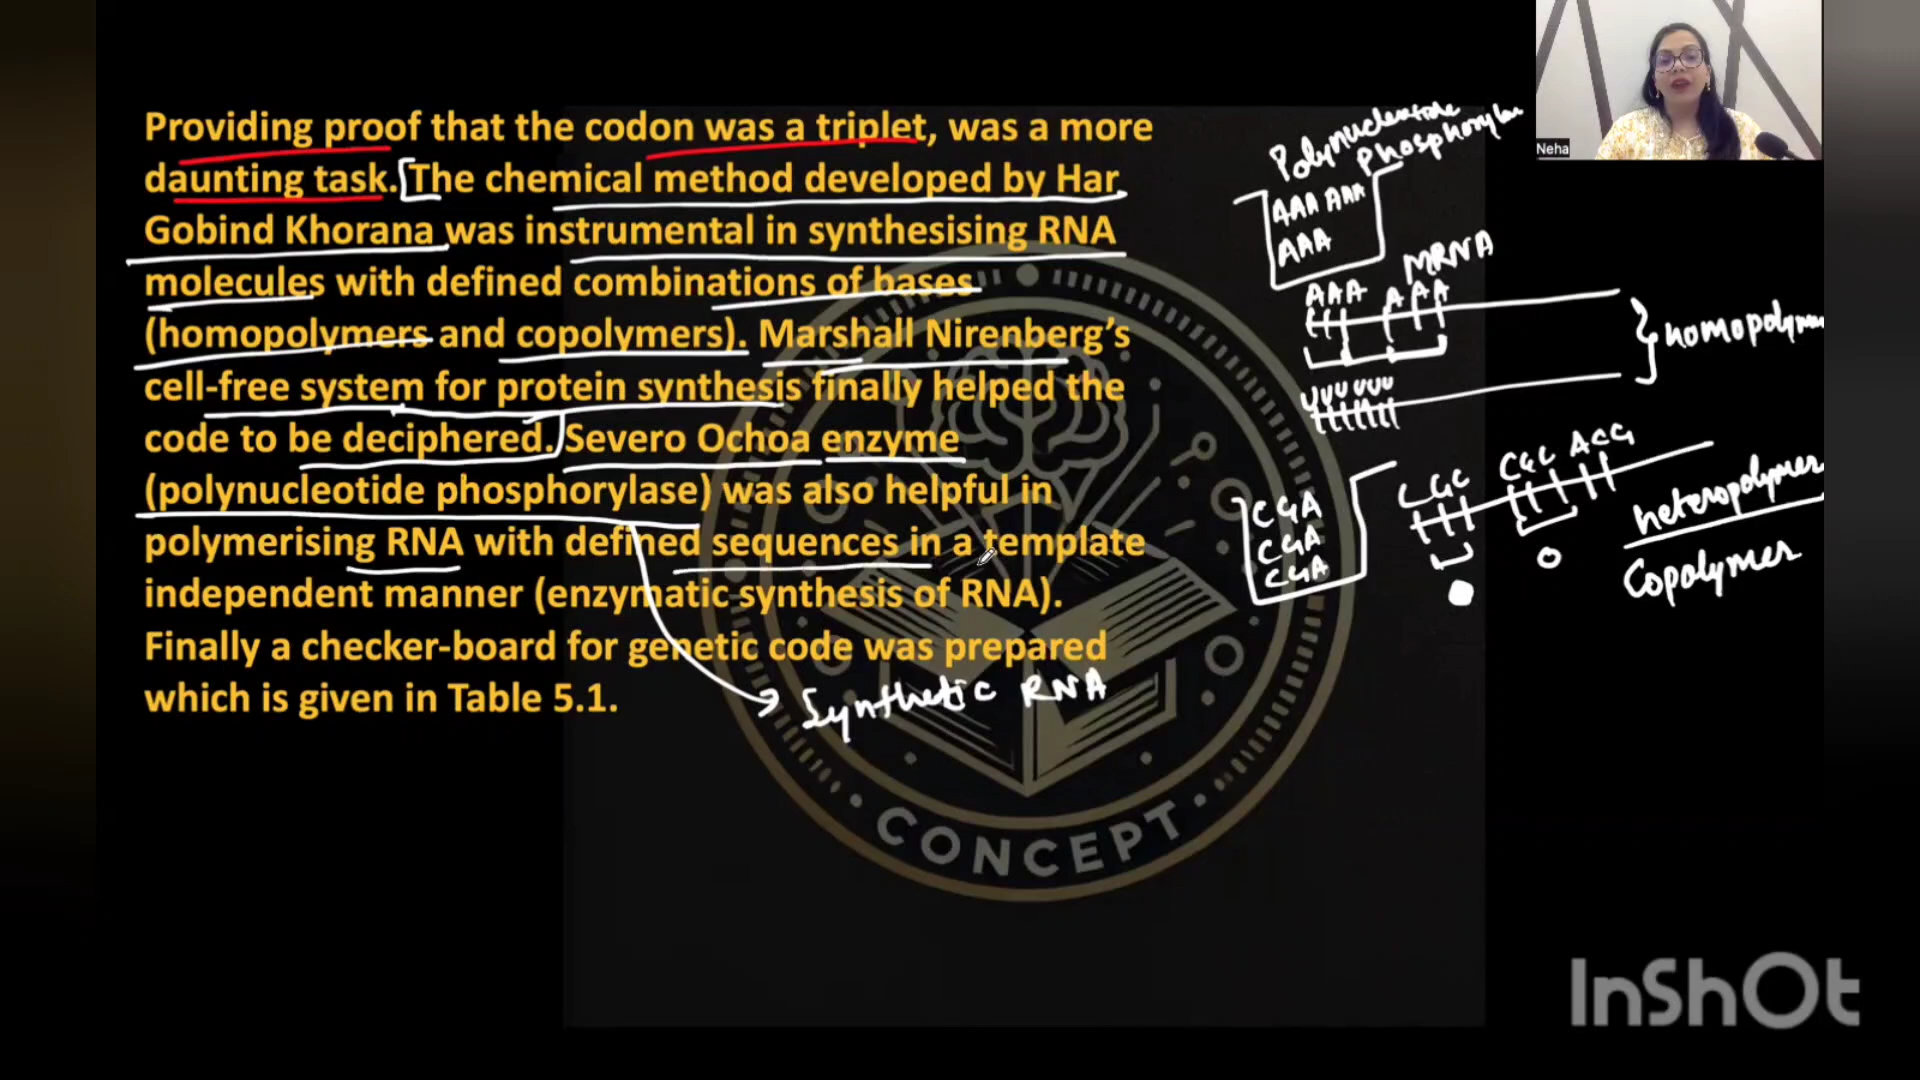 Providing proof that the codon was a triplet, was a more
daunting task. The chemical method developed by Har
Gobind Khorana was instrumental in synthesising RNA
molecules with defined combinations of bases
(homopolymers and copolymers). Marshall Nirenberg's
cell-free system for protein synthesis finally helped the
code to be deciphered. Severo Ochoa enzyme
(polynucleotide phosphorylase) was also helpful in
polymerising RNA with defined sequences in a template
independent manner (enzymatic synthesis of RNA).
Finally a checker-board for genetic code was prepared
which is given in Table 5.1.
Synthetic RNA
Polynucleotide
Phosphorylase
AAA AAA
AAA
MRNA
AAA AAA
UUU UUU
homopolymer
CGA
CGA
CGA
CGC CGC ACG
heteropolymer
Copolymer
Neha
CONCEPT
InShOt